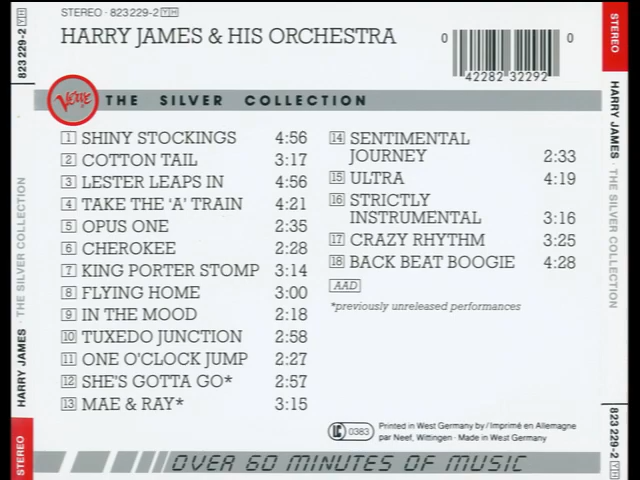 STEREO · 823 229-2 YH
HARRY JAMES & HIS ORCHESTRA
0 42282 32292 0
Verve THE SILVER COLLECTION
1 SHINY STOCKINGS 4:56
2 COTTON TAIL 3:17
3 LESTER LEAPS IN 4:56
4 TAKE THE 'A' TRAIN 4:21
5 OPUS ONE 2:35
6 CHEROKEE 2:28
7 KING PORTER STOMP 3:14
8 FLYING HOME 3:00
9 IN THE MOOD 2:18
10 TUXEDO JUNCTION 2:58
11 ONE O'CLOCK JUMP 2:27
12 SHE'S GOTTA GO* 2:57
13 MAE & RAY* 3:15
14 SENTIMENTAL
JOURNEY 2:33
15 ULTRA 4:19
16 STRICTLY
INSTRUMENTAL 3:16
17 CRAZY RHYTHM 3:25
18 BACK BEAT BOOGIE 4:28
AAD
*previously unreleased performances
LC 0383
Printed in West Germany by / Imprimé en Allemagne
par Neef, Wittingen · Made in West Germany
OVER 60 MINUTES OF MUSIC
STEREO HARRY JAMES · THE SILVER COLLECTION 823 229-2 YH
STEREO HARRY JAMES · THE SILVER COLLECTION 823 229-2 YH